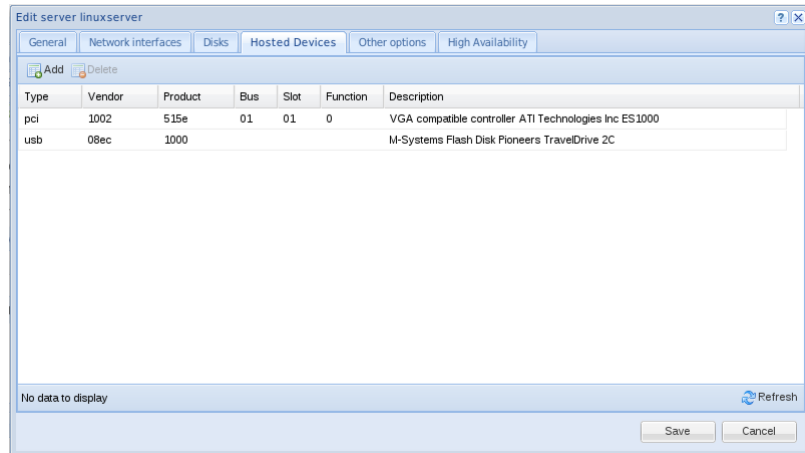 Edit server linuxserver
General Network interfaces Disks Hosted Devices Other options High Availability
Add Delete
Type Vendor Product Bus Slot Function Description
pci 1002 515e 01 01 0 VGA compatible controller ATI Technologies Inc ES1000
usb 08ec 1000 M-Systems Flash Disk Pioneers TravelDrive 2C
No data to display Refresh
Save Cancel